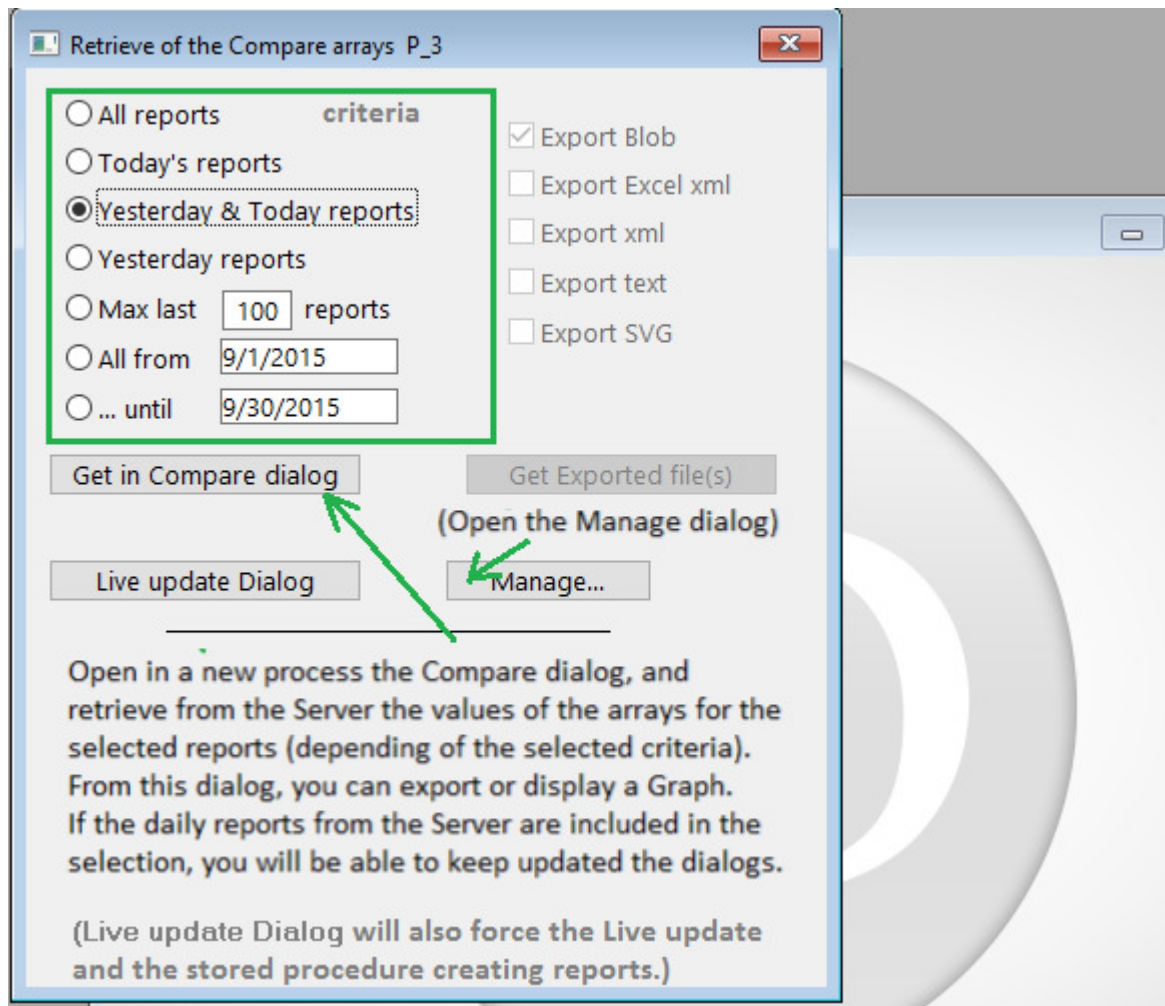 Retrieve of the Compare arrays P_3
All reports criteria
Today's reports
Yesterday & Today reports
Yesterday reports
Max last 100 reports
All from 9/1/2015
... until 9/30/2015
Export Blob
Export Excel xml
Export xml
Export text
Export SVG
Get in Compare dialog
Get Exported file(s)
(Open the Manage dialog)
Live update Dialog
Manage...
Open in a new process the Compare dialog, and
retrieve from the Server the values of the arrays for the
selected reports (depending of the selected criteria).
From this dialog, you can export or display a Graph.
If the daily reports from the Server are included in the
selection, you will be able to keep updated the dialogs.
(Live update Dialog will also force the Live update
and the stored procedure creating reports.)